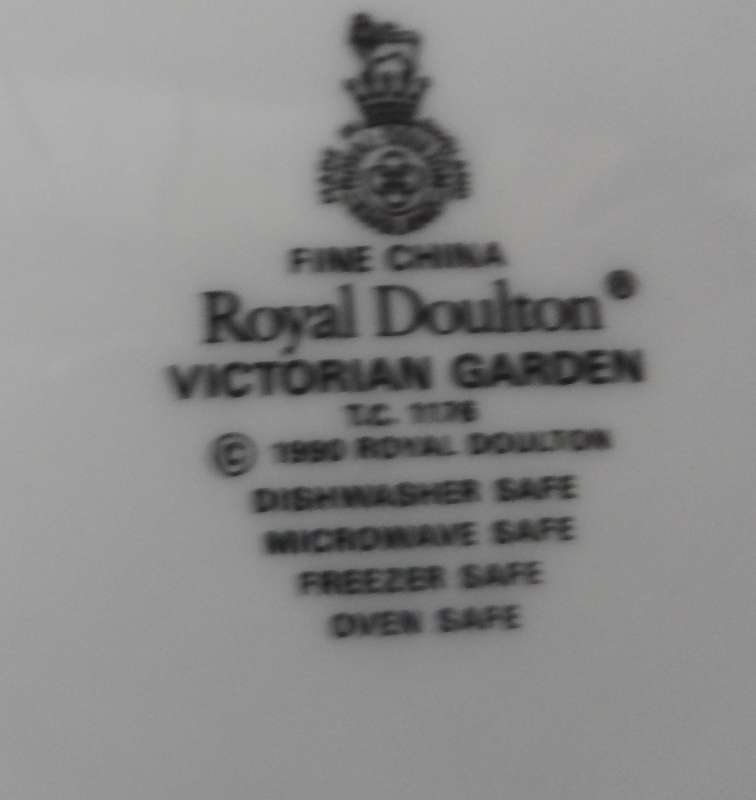 FINE CHINA
Royal Doulton®
VICTORIAN GARDEN
T.C. 1176
© 1990 ROYAL DOULTON
DISHWASHER SAFE
MICROWAVE SAFE
FREEZER SAFE
OVEN SAFE